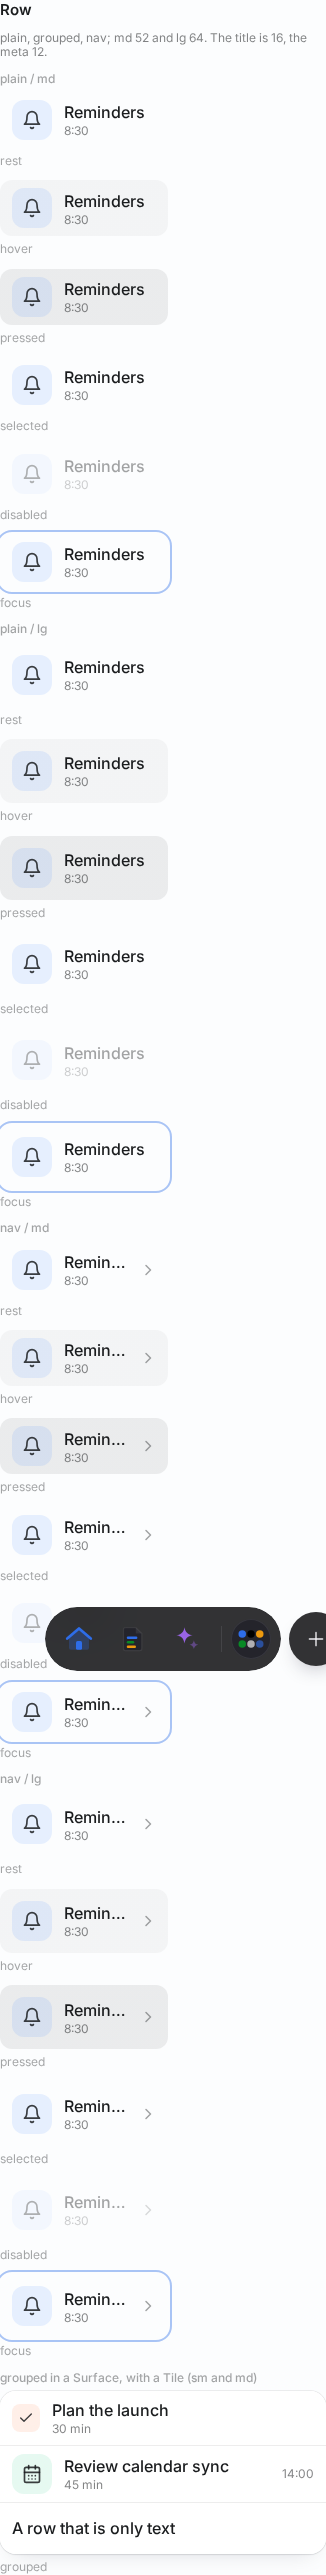 Row
plain, grouped, nav; md 52 and lg 64. The title is 16, the
meta 12.
plain / md
Reminders
8:30
rest
Reminders
8:30
hover
Reminders
8:30
pressed
Reminders
8:30
selected
Reminders
8:30
disabled
Reminders
8:30
focus
plain / lg
Reminders
8:30
rest
Reminders
8:30
hover
Reminders
8:30
pressed
Reminders
8:30
selected
Reminders
8:30
disabled
Reminders
8:30
focus
nav / md
Remin...
8:30
rest
Remin...
8:30
hover
Remin...
8:30
pressed
Remin...
8:30
selected
disabled
Remin...
8:30
focus
nav / lg
Remin...
8:30
rest
Remin...
8:30
hover
Remin...
8:30
pressed
Remin...
8:30
selected
Remin...
8:30
disabled
Remin...
8:30
focus
grouped in a Surface, with a Tile (sm and md)
Plan the launch
30 min
Review calendar sync
45 min
14:00
A row that is only text
grouped